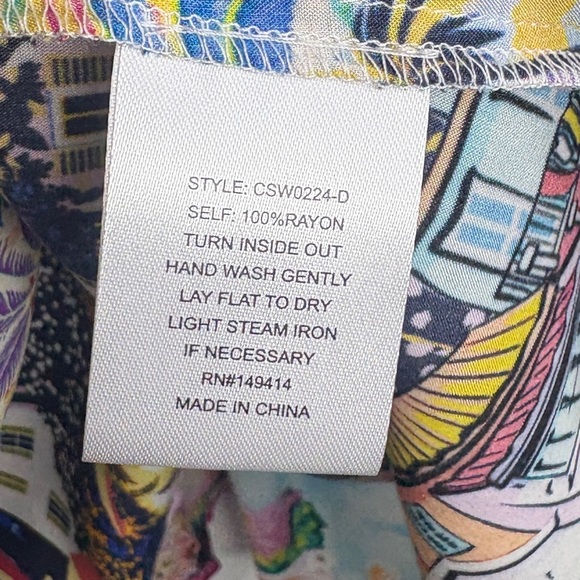 STYLE: CSW0224-D
SELF: 100%RAYON
TURN INSIDE OUT
HAND WASH GENTLY
LAY FLAT TO DRY
LIGHT STEAM IRON
IF NECESSARY
RN#149414
MADE IN CHINA